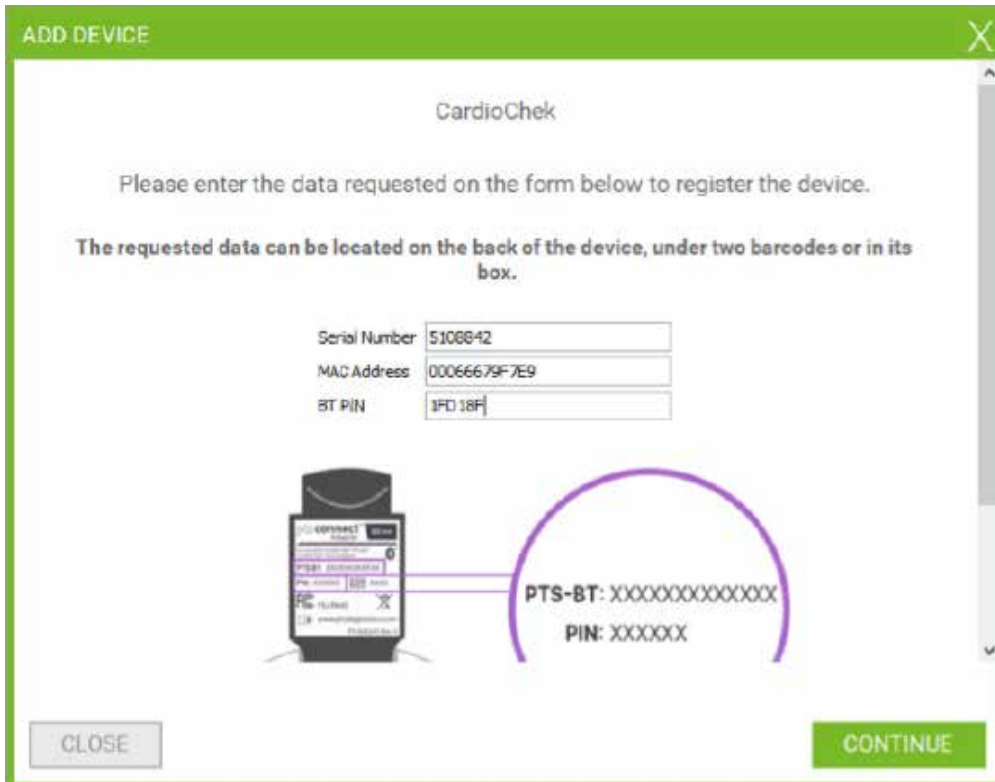 ADD DEVICE X
CardioChek
Please enter the data requested on the form below to register the device.
The requested data can be located on the back of the device, under two barcodes or in its
box.
Serial Number 5108842
MAC Address 00066679F7E9
BT PIN 1FD18F
connect
PTS-BT: XXXXXXXXXXXXX
PIN: XXXXXX
CLOSE
CONTINUE